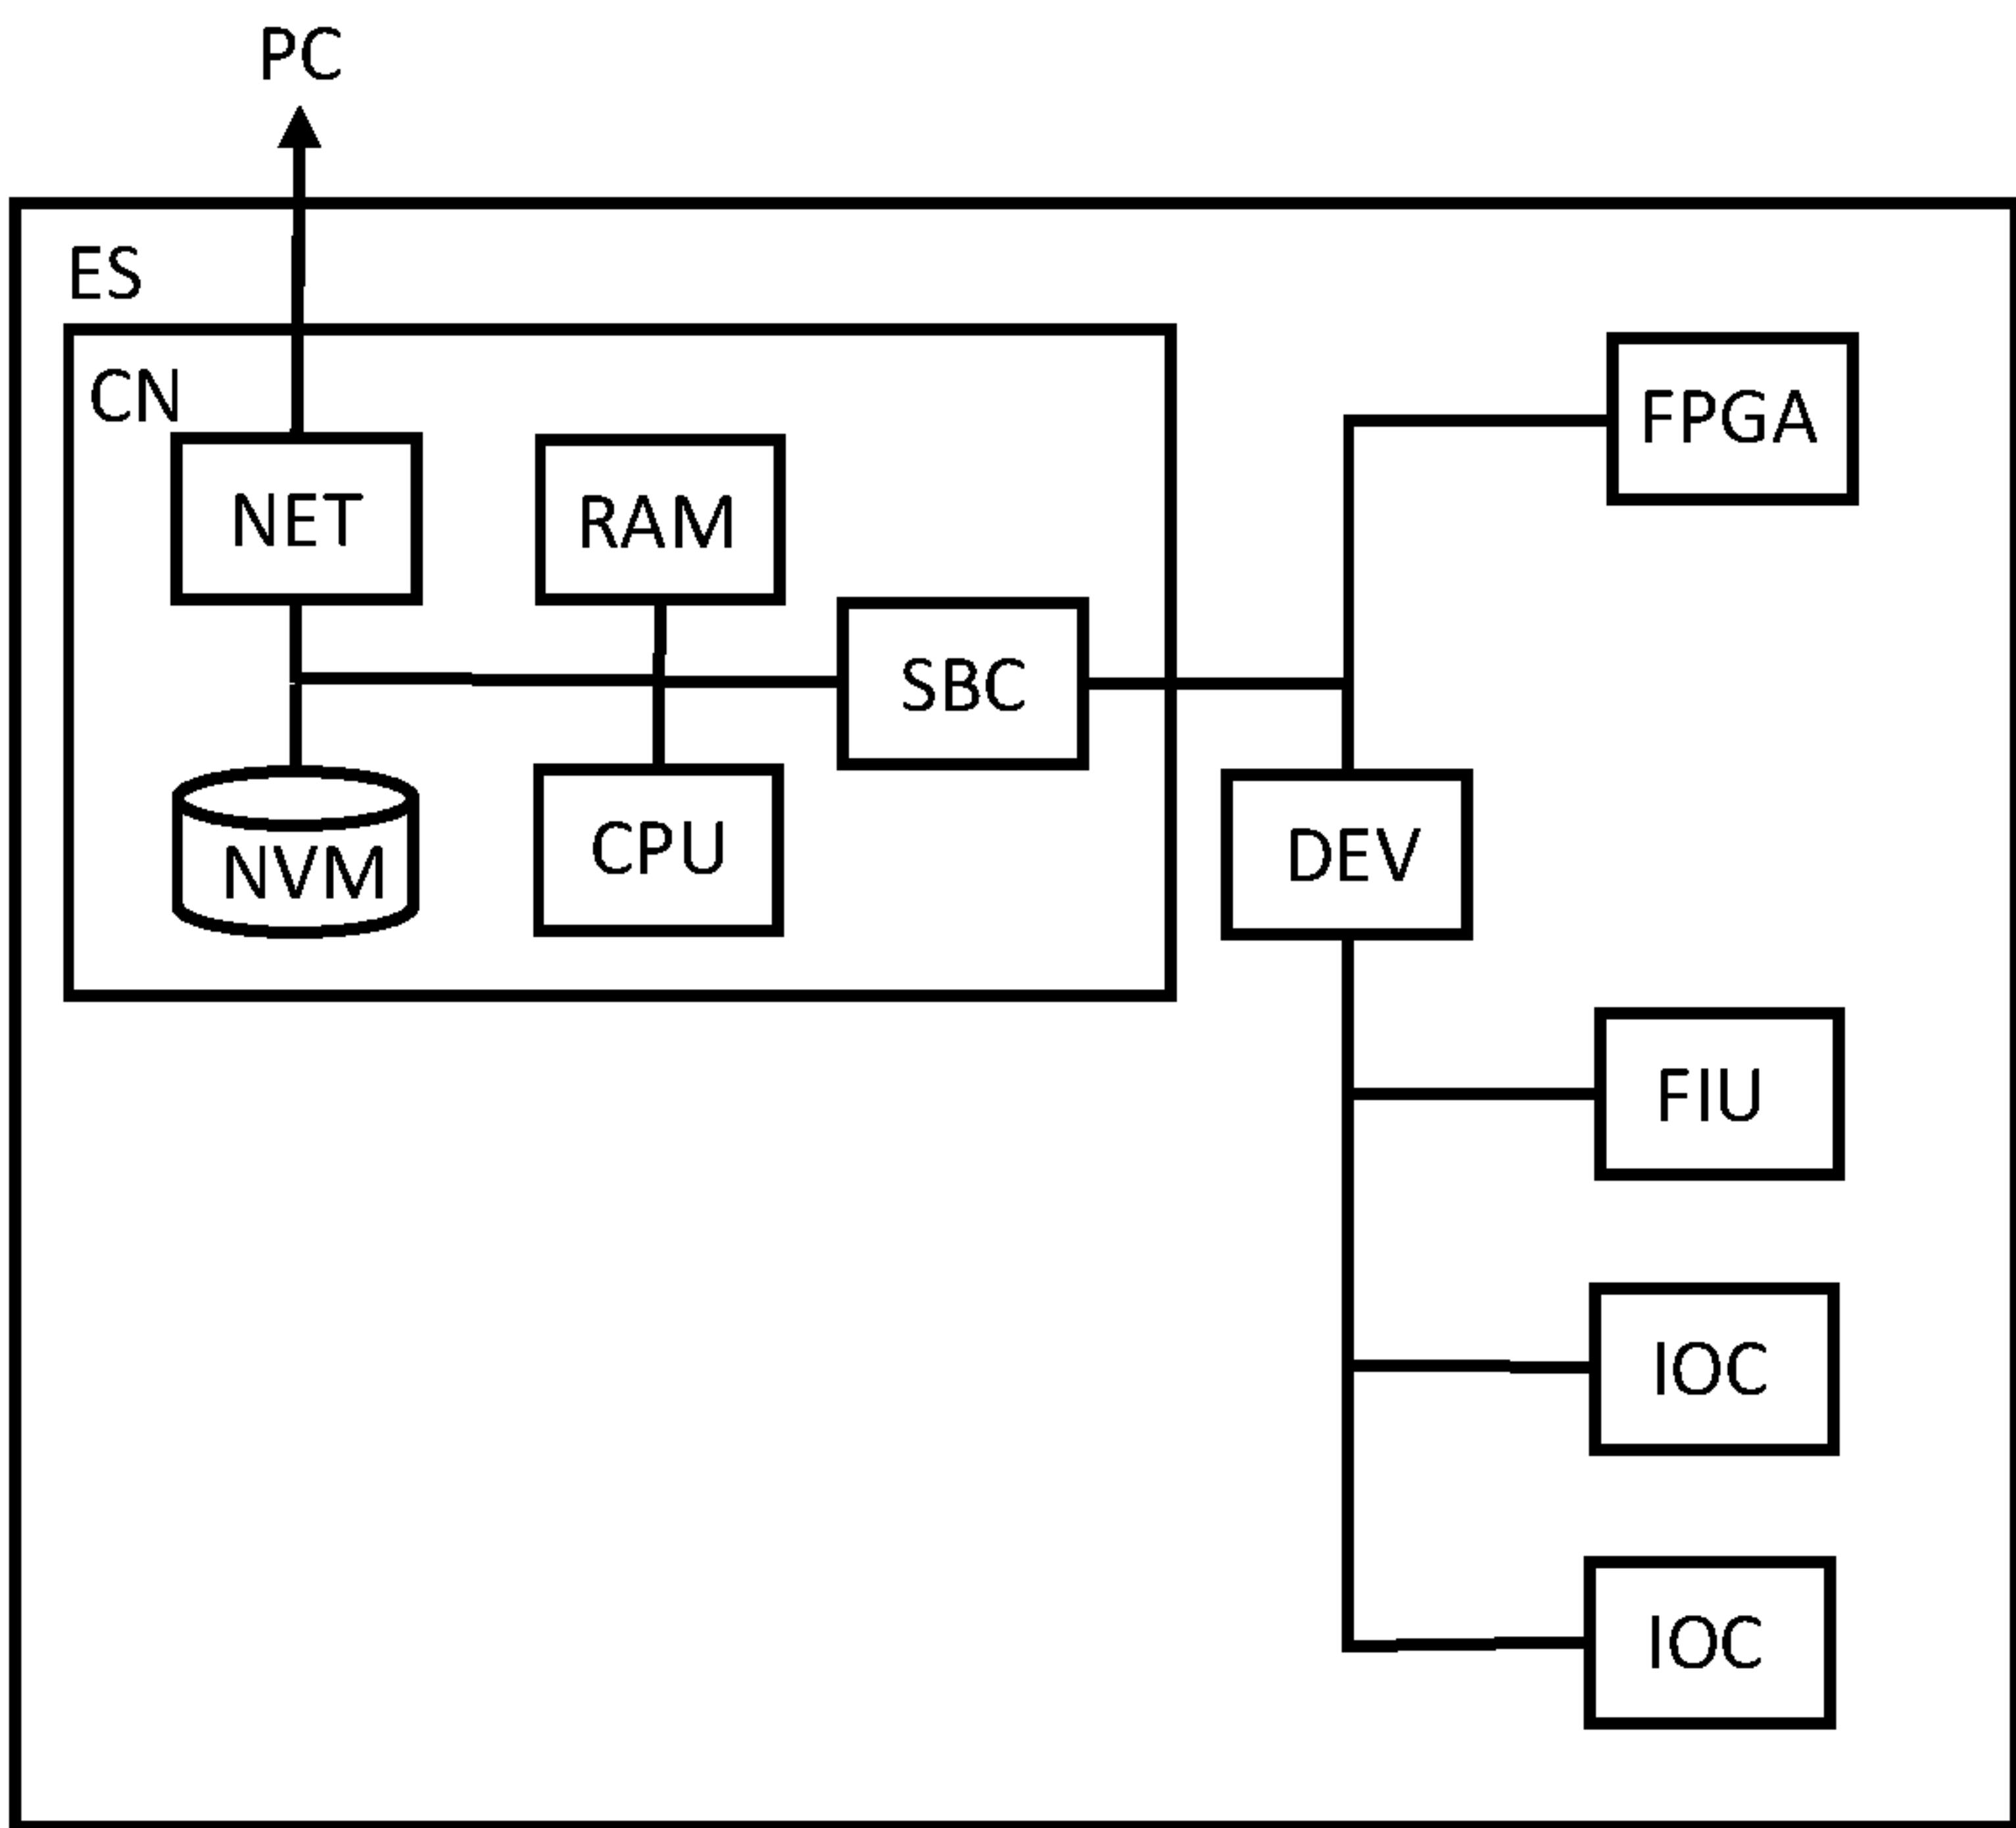 PC
ES
CN
NET
RAM
SBC
NVM
CPU
FPGA
DEV
FIU
IOC
IOC